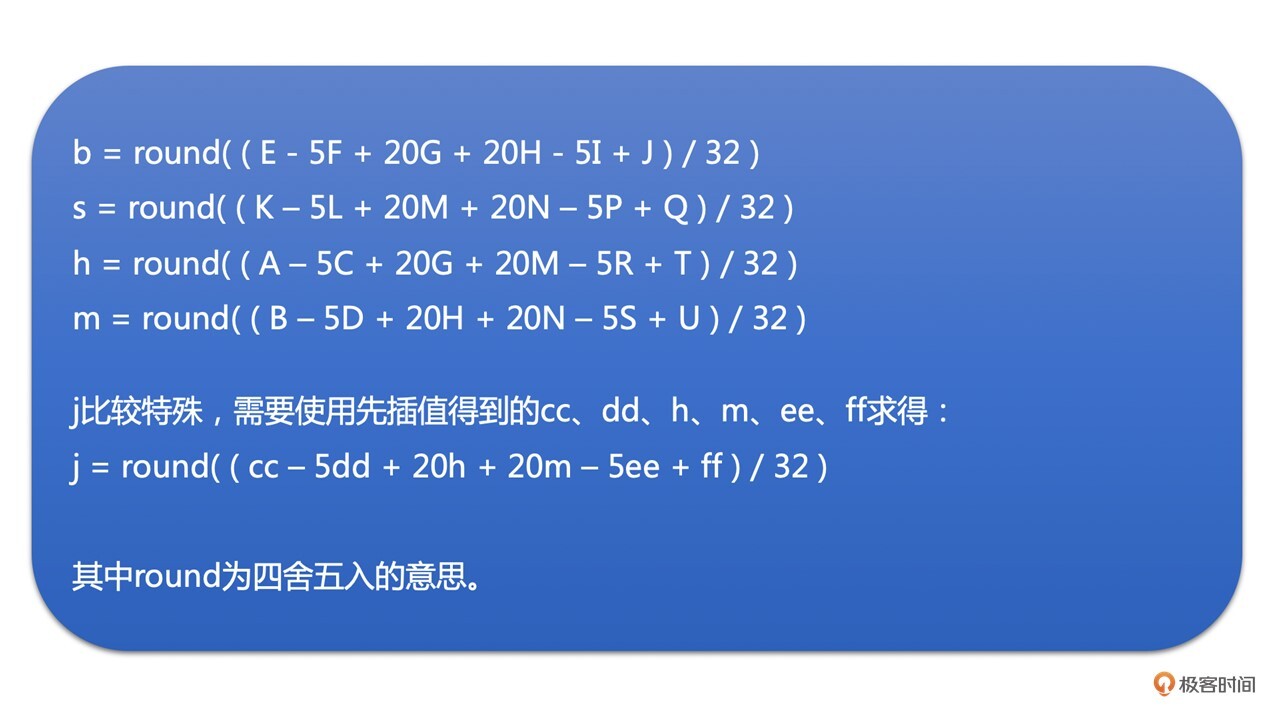 b = round( ( E - 5F + 20G + 20H - 5I + J ) / 32 )
s = round( ( K – 5L + 20M + 20N – 5P + Q ) / 32 )
h = round( ( A – 5C + 20G + 20M – 5R + T ) / 32 )
m = round( ( B – 5D + 20H + 20N – 5S + U ) / 32 )
j比较特殊，需要使用先插值得到的cc、dd、h、m、ee、ff求得：
j = round( ( cc – 5dd + 20h + 20m – 5ee + ff ) / 32 )
其中round为四舍五入的意思。
极客时间